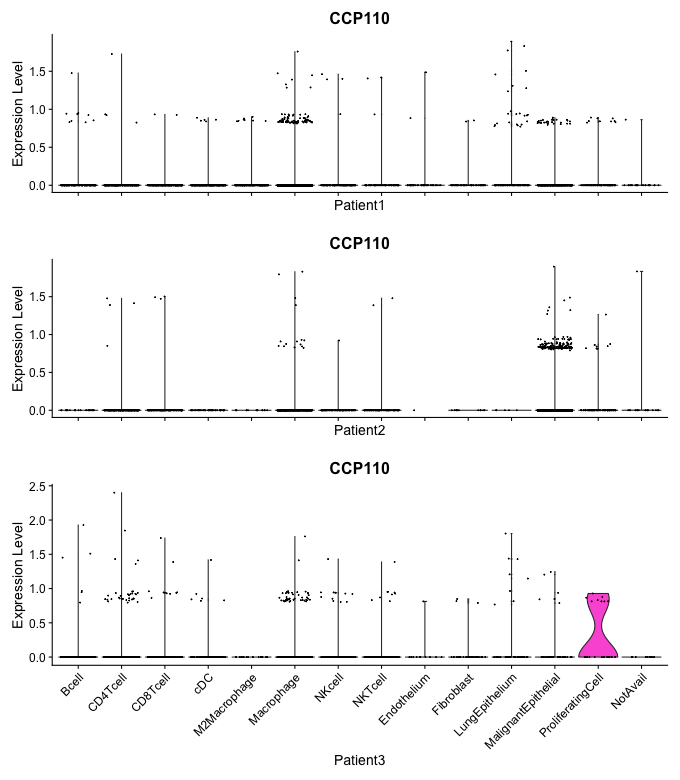 CCP110
Expression Level
1.5
1.0
0.5
0.0
Patient1
CCP110
Expression Level
1.5
1.0
0.5
0.0
Patient2
CCP110
Expression Level
2.5
2.0
1.5
1.0
0.5
0.0
Bcell
CD4Tcell
CD8Tcell
cDC
M2Macrophage
Macrophage
NKcell
NKTcell
Endothelium
Fibroblast
LungEpithelium
MalignantEpithelial
ProliferatingCell
NotAvail
Patient3